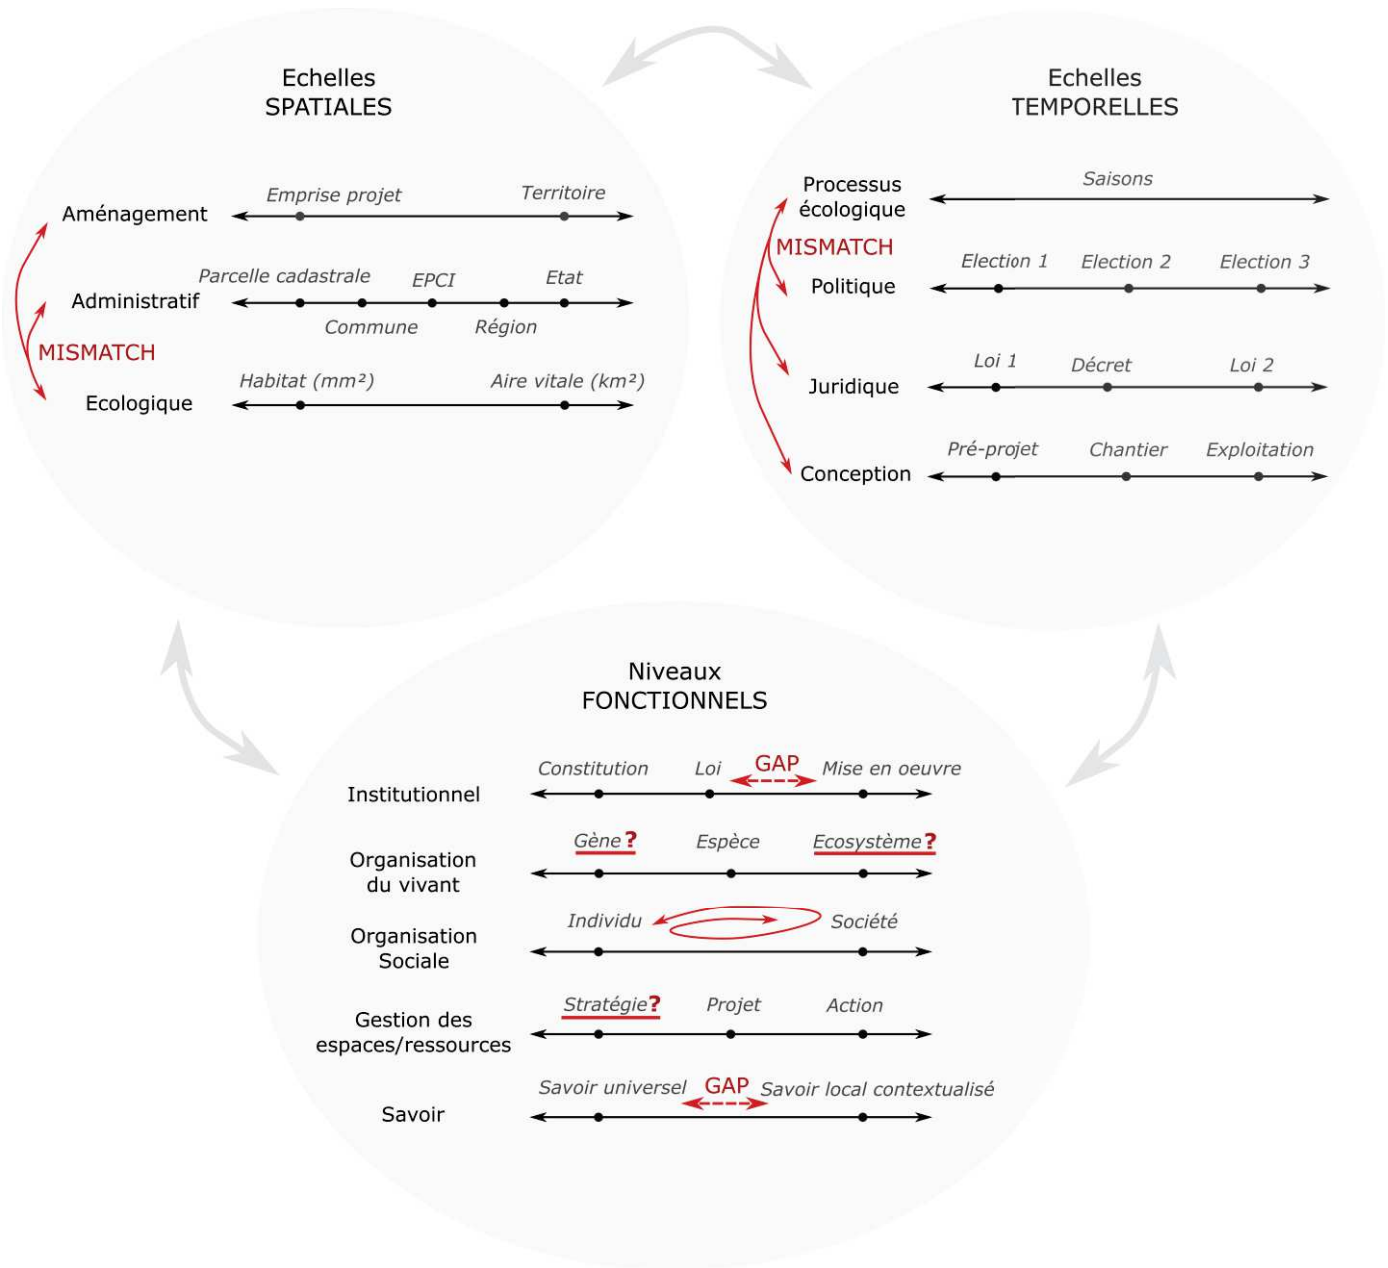 Echelles
SPATIALES
Emprise projet
Territoire
Aménagement
Parcelle cadastrale
EPCI
Etat
Administratif
Commune
Région
MISMATCH
Habitat (mm²)
Aire vitale (km²)
Ecologique
Echelles
TEMPORELLES
Processus
écologique
Saisons
MISMATCH
Election 1
Election 2
Election 3
Politique
Loi 1
Décret
Loi 2
Juridique
Pré-projet
Chantier
Exploitation
Conception
Niveaux
FONCTIONNELS
Constitution
Loi
GAP
Mise en oeuvre
Institutionnel
Gène ?
Espèce
Ecosystème ?
Organisation
du vivant
Individu
Société
Organisation
Sociale
Stratégie ?
Projet
Action
Gestion des
espaces/ressources
Savoir universel
GAP
Savoir local contextualisé
Savoir